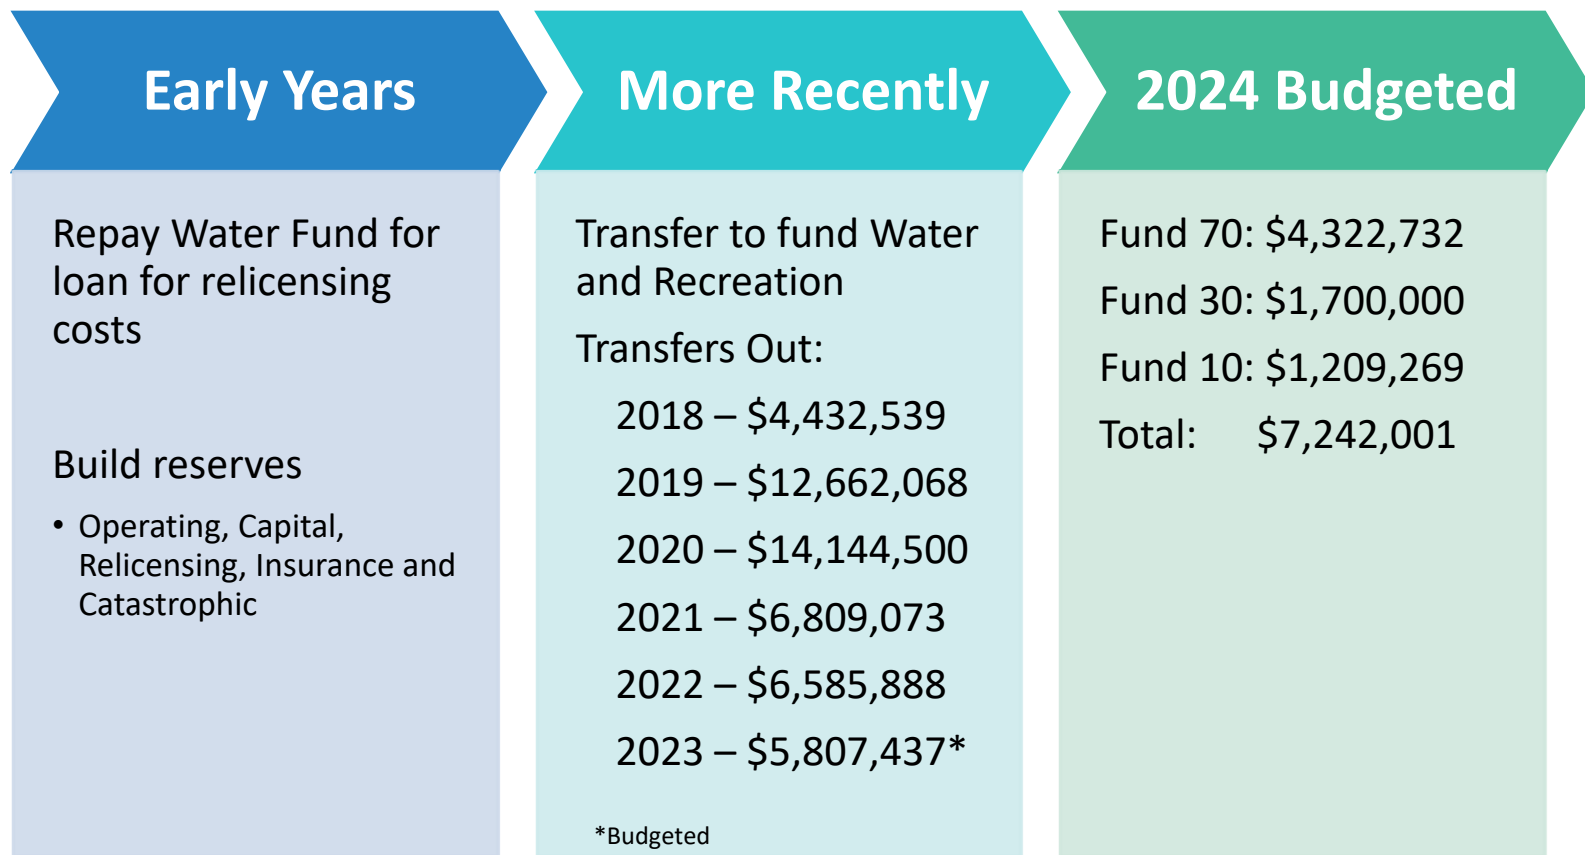 Early Years
Repay Water Fund for
loan for relicensing
costs
Build reserves
• Operating, Capital,
Relicensing, Insurance and
Catastrophic
More Recently
Transfer to fund Water
and Recreation
Transfers Out:
2018 – $4,432,539
2019 – $12,662,068
2020 – $14,144,500
2021 – $6,809,073
2022 – $6,585,888
2023 – $5,807,437*
*Budgeted
2024 Budgeted
Fund 70: $4,322,732
Fund 30: $1,700,000
Fund 10: $1,209,269
Total: $7,242,001